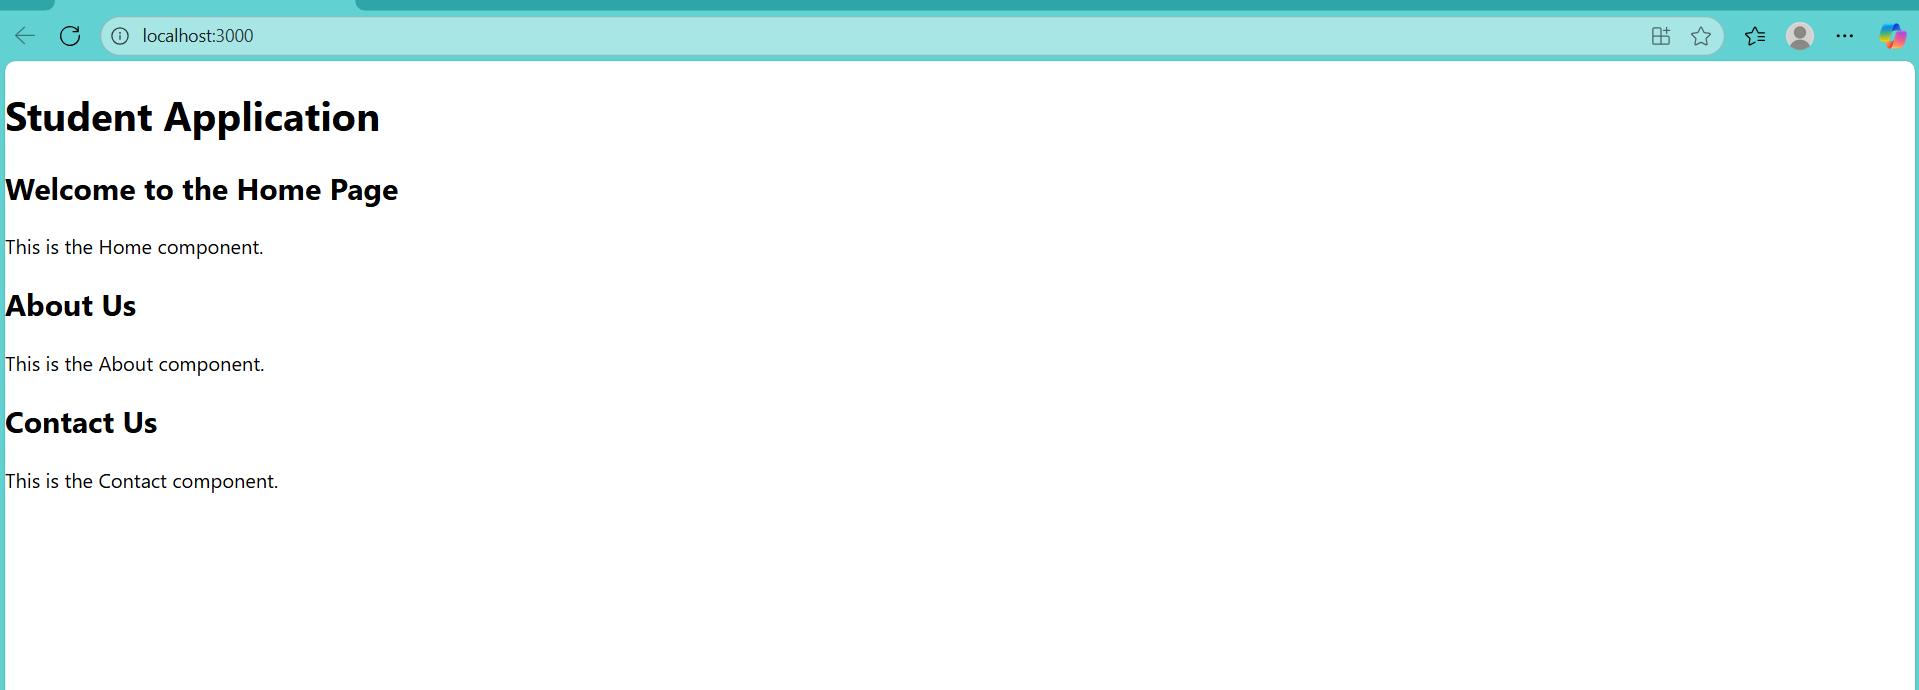 localhost:3000
Student Application
Welcome to the Home Page
This is the Home component.
About Us
This is the About component.
Contact Us
This is the Contact component.